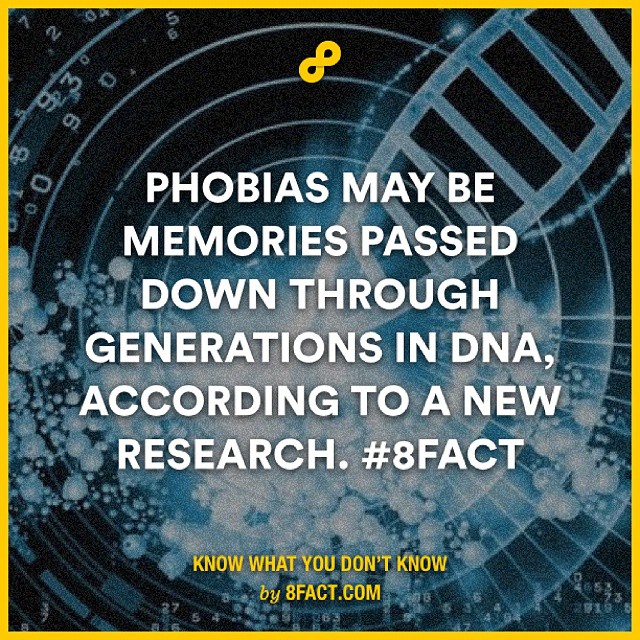 PHOBIAS MAY BE
MEMORIES PASSED
DOWN THROUGH
GENERATIONS IN DNA,
ACCORDING TO A NEW
RESEARCH. #8FACT
KNOW WHAT YOU DON'T KNOW
by 8FACT.COM